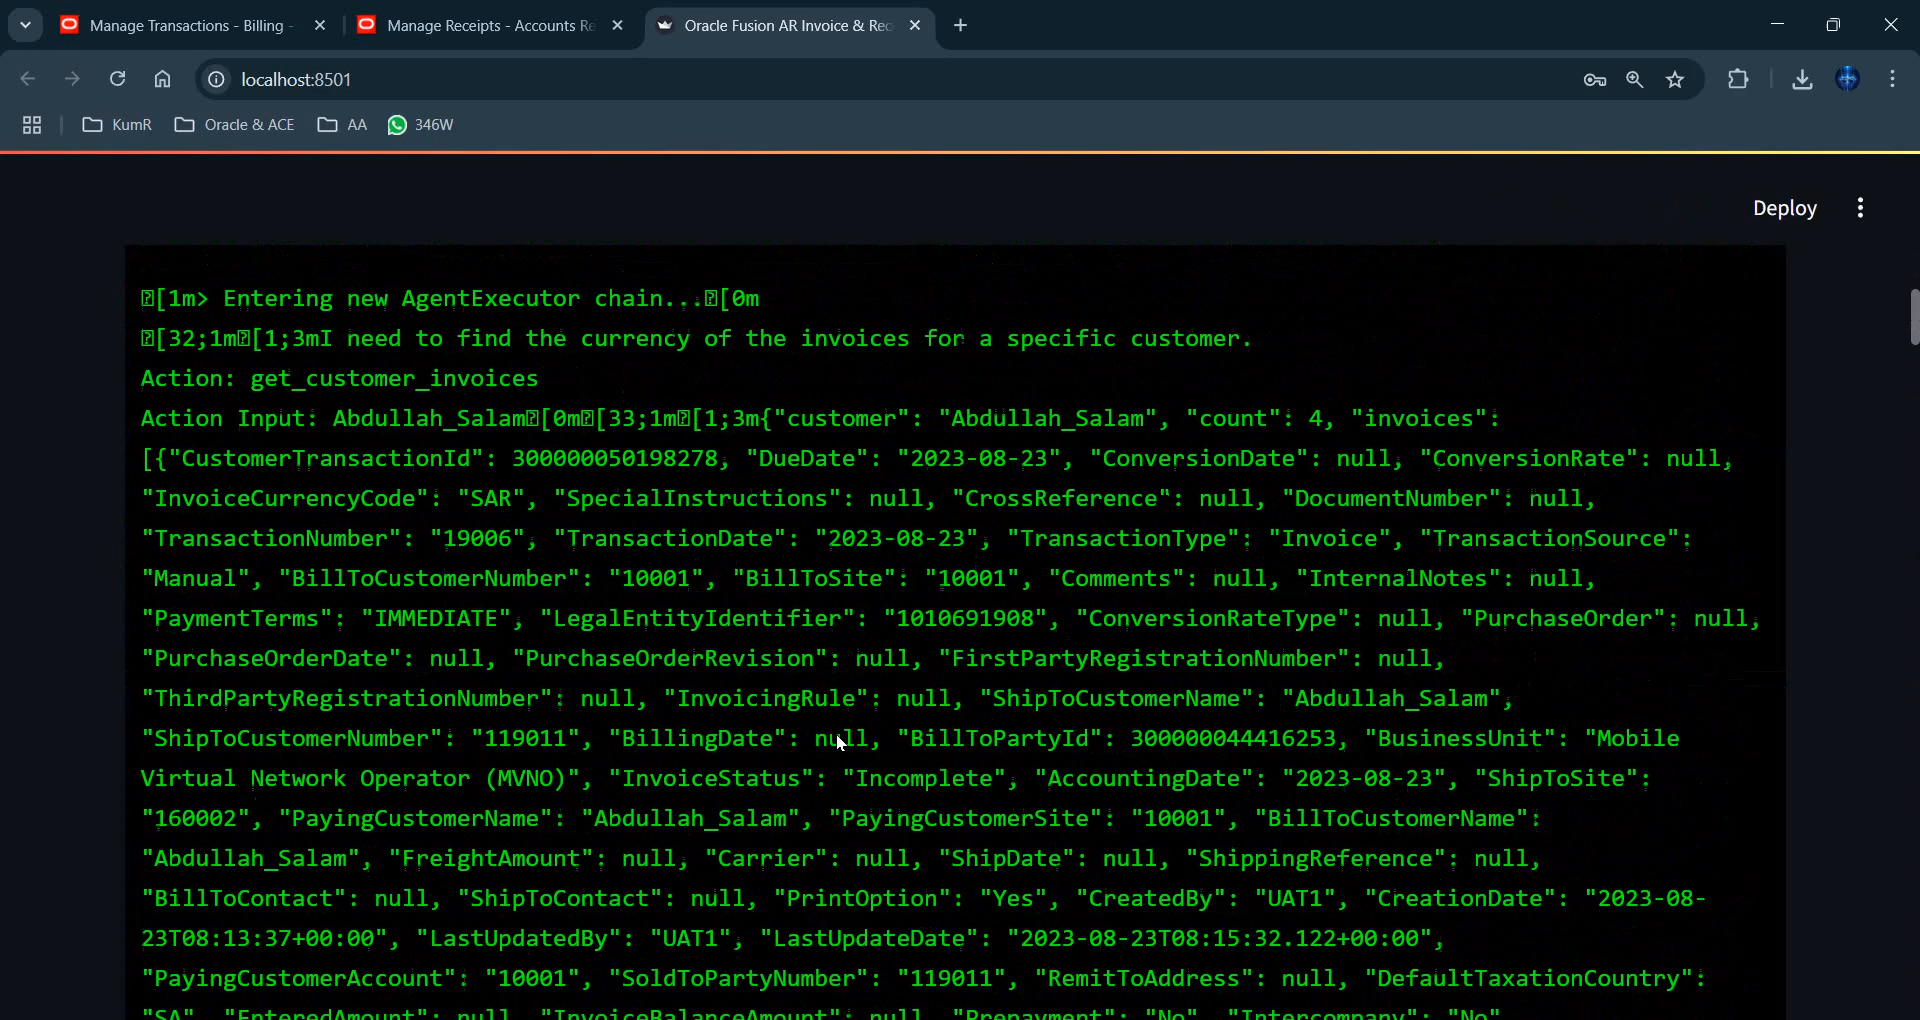 Manage Transactions - Billing -
Manage Receipts - Accounts Re
Oracle Fusion AR Invoice & Rec
localhost:8501
KumR
Oracle & ACE
AA
346W
Deploy
[1m> Entering new AgentExecutor chain...[0m
[32;1m[1;3mI need to find the currency of the invoices for a specific customer.
Action: get_customer_invoices
Action Input: Abdullah_Salam[0m[33;1m[1;3m{"customer": "Abdullah_Salam", "count": 4, "invoices":
[{"CustomerTransactionId": 300000050198278, "DueDate": "2023-08-23", "ConversionDate": null, "ConversionRate": null,
"InvoiceCurrencyCode": "SAR", "SpecialInstructions": null, "CrossReference": null, "DocumentNumber": null,
"TransactionNumber": "19006", "TransactionDate": "2023-08-23", "TransactionType": "Invoice", "TransactionSource":
"Manual", "BillToCustomerNumber": "10001", "BillToSite": "10001", "Comments": null, "InternalNotes": null,
"PaymentTerms": "IMMEDIATE", "LegalEntityIdentifier": "1010691908", "ConversionRateType": null, "PurchaseOrder": null,
"PurchaseOrderDate": null, "PurchaseOrderRevision": null, "FirstPartyRegistrationNumber": null,
"ThirdPartyRegistrationNumber": null, "InvoicingRule": null, "ShipToCustomerName": "Abdullah_Salam",
"ShipToCustomerNumber": "119011", "BillingDate": null, "BillToPartyId": 300000044416253, "BusinessUnit": "Mobile
Virtual Network Operator (MVNO)", "InvoiceStatus": "Incomplete", "AccountingDate": "2023-08-23", "ShipToSite":
"160002", "PayingCustomerName": "Abdullah_Salam", "PayingCustomerSite": "10001", "BillToCustomerName":
"Abdullah_Salam", "FreightAmount": null, "Carrier": null, "ShipDate": null, "ShippingReference": null,
"BillToContact": null, "ShipToContact": null, "PrintOption": "Yes", "CreatedBy": "UAT1", "CreationDate": "2023-08-
23T08:13:37+00:00", "LastUpdatedBy": "UAT1", "LastUpdateDate": "2023-08-23T08:15:32.122+00:00",
"PayingCustomerAccount": "10001", "SoldToPartyNumber": "119011", "RemitToAddress": null, "DefaultTaxationCountry":
"SA", "EnteredAmount": null, "InvoiceBalanceAmount": null, "Prepayment": "No", "Intercompany": "No",